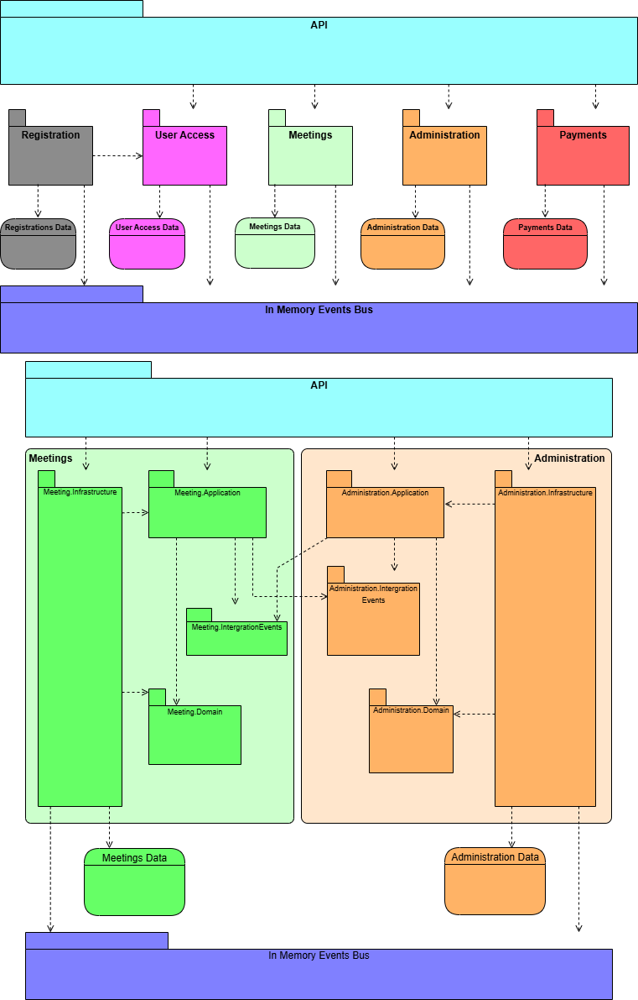 API
Registration
User Access
Meetings
Administration
Payments
Registrations Data
User Access Data
Meetings Data
Administration Data
Payments Data
In Memory Events Bus
API
Meetings
Administration
Meeting.Infrastructure
Meeting.Application
Administration.Application
Administration.Infrastructure
Administration.Intergration
Events
Meeting.IntergrationEvents
Meeting.Domain
Administration.Domain
Meetings Data
Administration Data
In Memory Events Bus